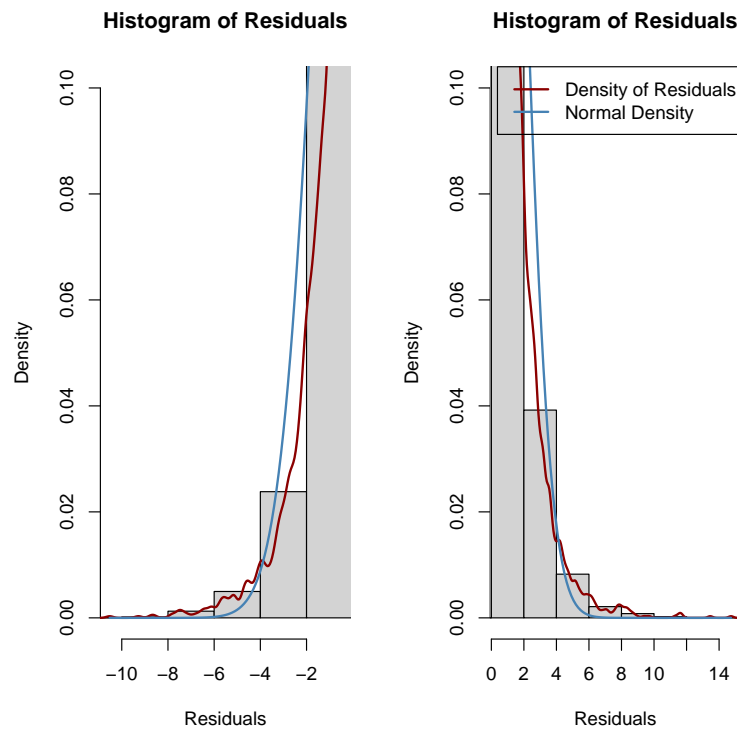 Histogram of Residuals
Density
0.00 0.02 0.04 0.06 0.08 0.10
−10 −8 −6 −4 −2
Residuals
Histogram of Residuals
Density of Residuals
Normal Density
Density
0.00 0.02 0.04 0.06 0.08 0.10
0 2 4 6 8 10 14
Residuals